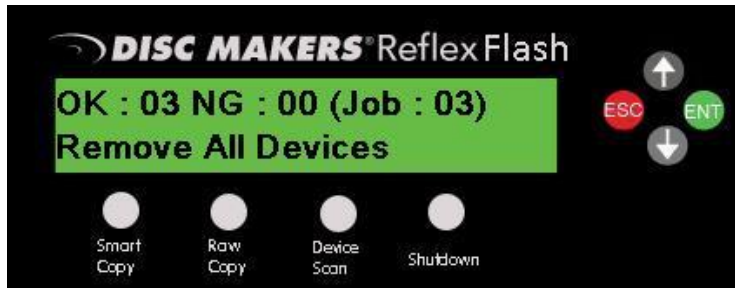 DISC MAKERS® Reflex Flash
OK : 03 NG : 00 (Job : 03)
Remove All Devices
ESC
ENT
Smart
Copy
Raw
Copy
Device
Scan
Shutdown